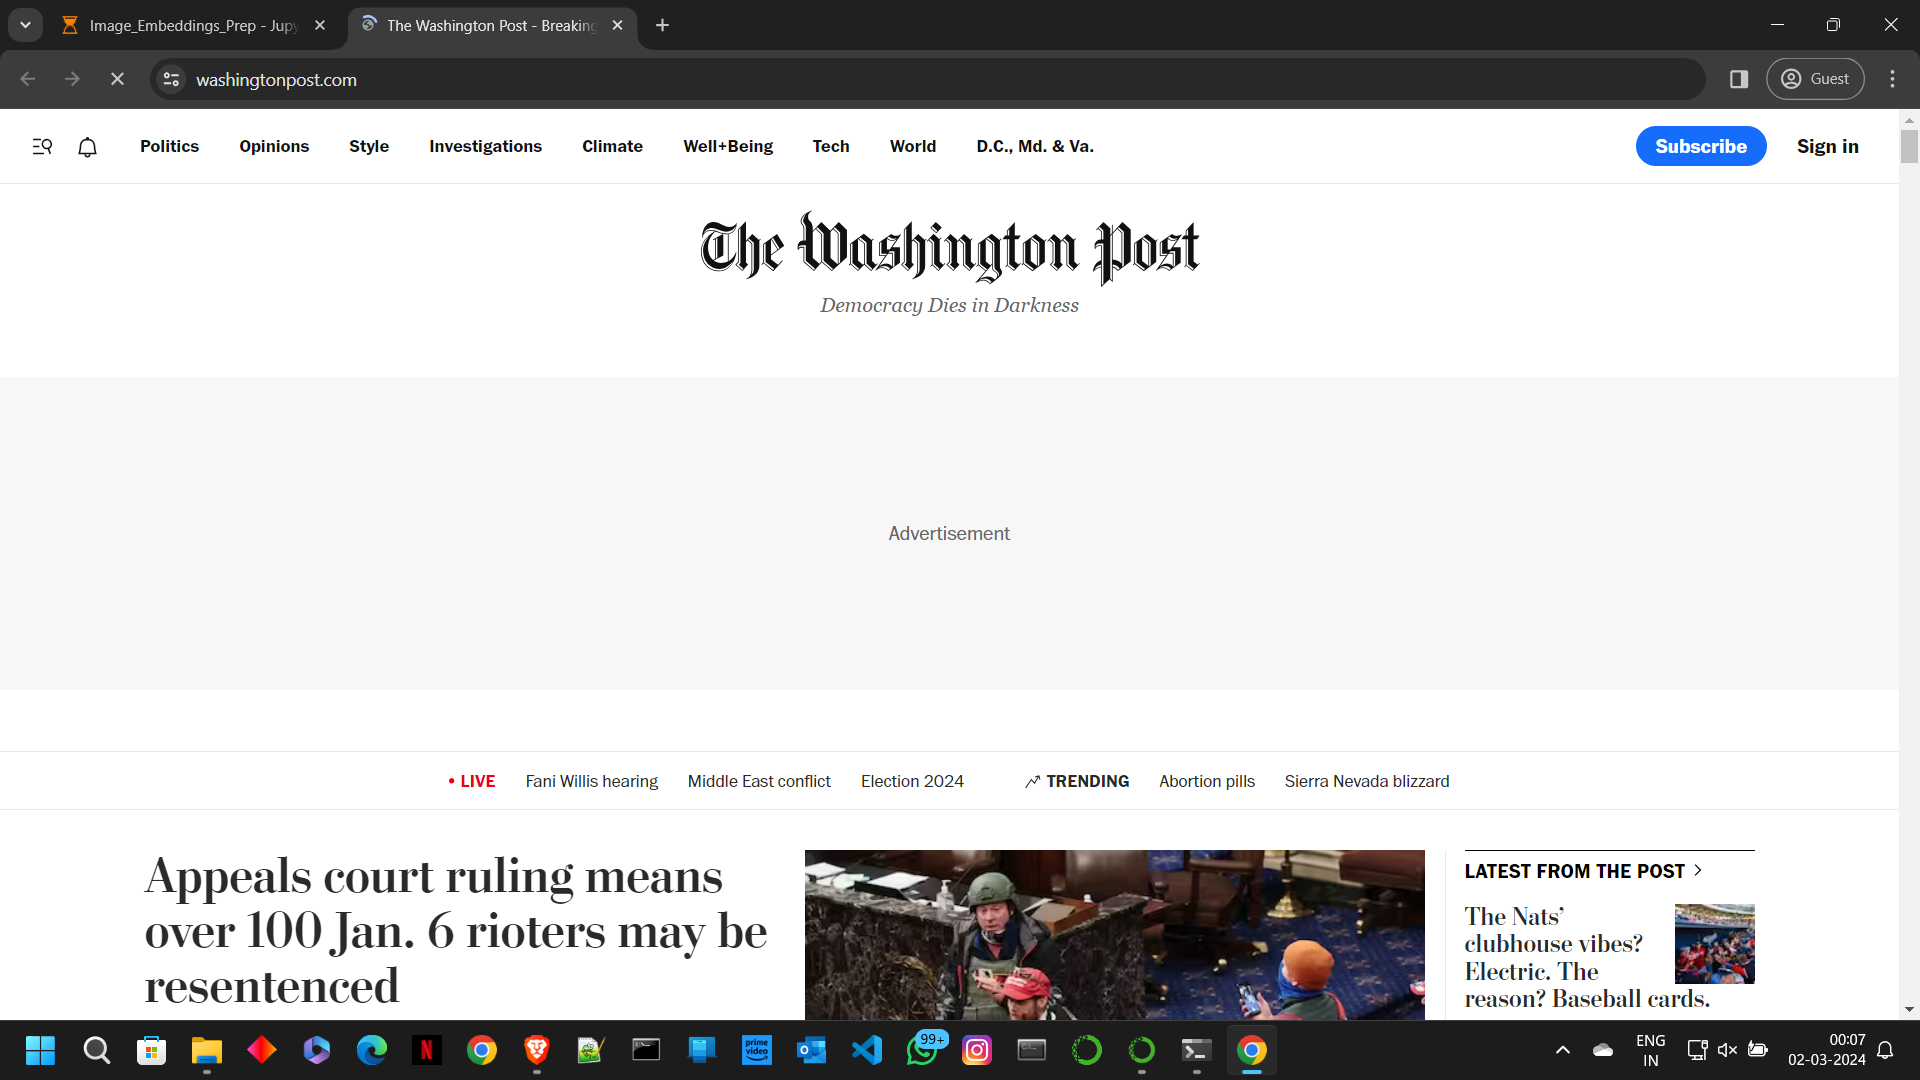 Image_Embeddings_Prep - Jupy
The Washington Post - Breaking
washingtonpost.com
Guest
Politics
Opinions
Style
Investigations
Climate
Well+Being
Tech
World
D.C., Md. & Va.
Subscribe
Sign in
The Washington Post
Democracy Dies in Darkness
Advertisement
• LIVE
Fani Willis hearing
Middle East conflict
Election 2024
TRENDING
Abortion pills
Sierra Nevada blizzard
Appeals court ruling means
over 100 Jan. 6 rioters may be
resentenced
LATEST FROM THE POST
The Nats’
clubhouse vibes?
Electric. The
reason? Baseball cards.
N
prime
video
99+
ENG
IN
00:07
02-03-2024